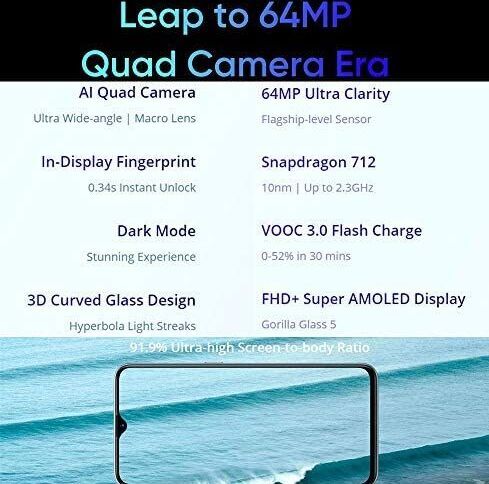 Leap to 64MP
Quad Camera Era
AI Quad Camera
Ultra Wide-angle | Macro Lens
64MP Ultra Clarity
Flagship-level Sensor
In-Display Fingerprint
0.34s Instant Unlock
Snapdragon 712
10nm | Up to 2.3GHz
Dark Mode
Stunning Experience
VOOC 3.0 Flash Charge
0-52% in 30 mins
3D Curved Glass Design
Hyperbola Light Streaks
FHD+ Super AMOLED Display
Gorilla Glass 5
91.9% Ultra-high Screen-to-body Ratio